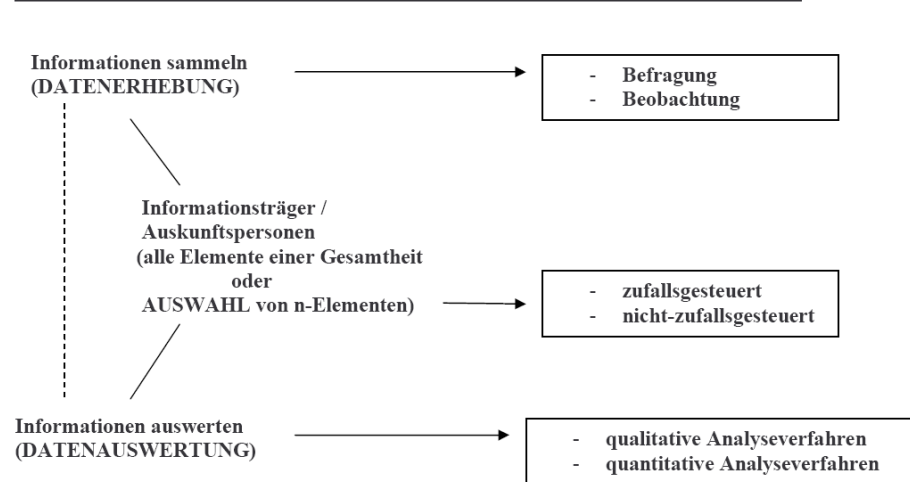 Informationen sammeln
(DATENERHEBUNG)
- Befragung
- Beobachtung
Informationsträger /
Auskunftspersonen
(alle Elemente einer Gesamtheit
oder
AUSWAHL von n-Elementen)
- zufallsgesteuert
- nicht-zufallsgesteuert
Informationen auswerten
(DATENAUSWERTUNG)
- qualitative Analyseverfahren
- quantitative Analyseverfahren